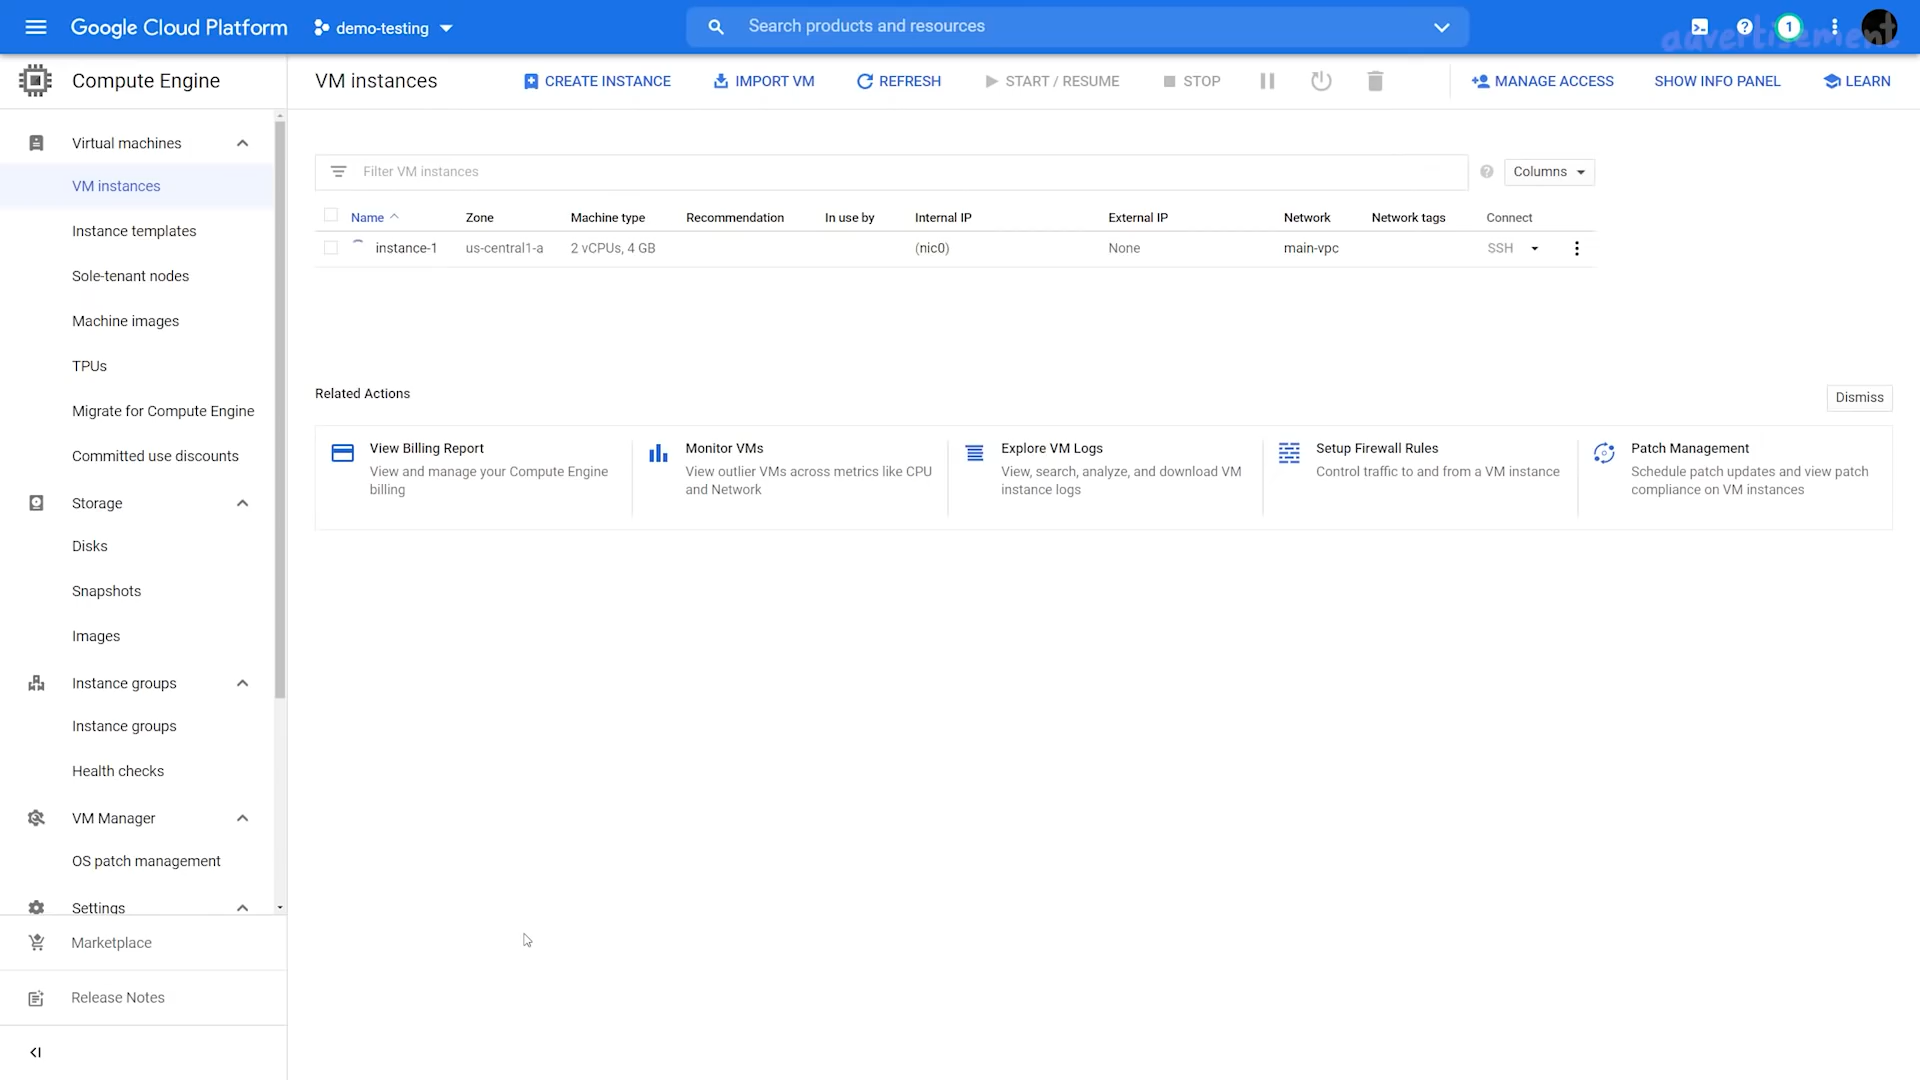 Google Cloud Platform
demo-testing
Search products and resources
1
advertisement
Compute Engine
VM instances
CREATE INSTANCE
IMPORT VM
REFRESH
START / RESUME
STOP
MANAGE ACCESS
SHOW INFO PANEL
LEARN
Virtual machines
VM instances
Instance templates
Sole-tenant nodes
Machine images
TPUs
Migrate for Compute Engine
Committed use discounts
Storage
Disks
Snapshots
Images
Instance groups
Instance groups
Health checks
VM Manager
OS patch management
Settings
Marketplace
Release Notes
Filter VM instances
Columns
Name Zone Machine type Recommendation In use by Internal IP External IP Network Network tags Connect
instance-1 us-central1-a 2 vCPUs, 4 GB (nic0) None main-vpc SSH
Related Actions
Dismiss
View Billing Report
View and manage your Compute Engine
billing
Monitor VMs
View outlier VMs across metrics like CPU
and Network
Explore VM Logs
View, search, analyze, and download VM
instance logs
Setup Firewall Rules
Control traffic to and from a VM instance
Patch Management
Schedule patch updates and view patch
compliance on VM instances